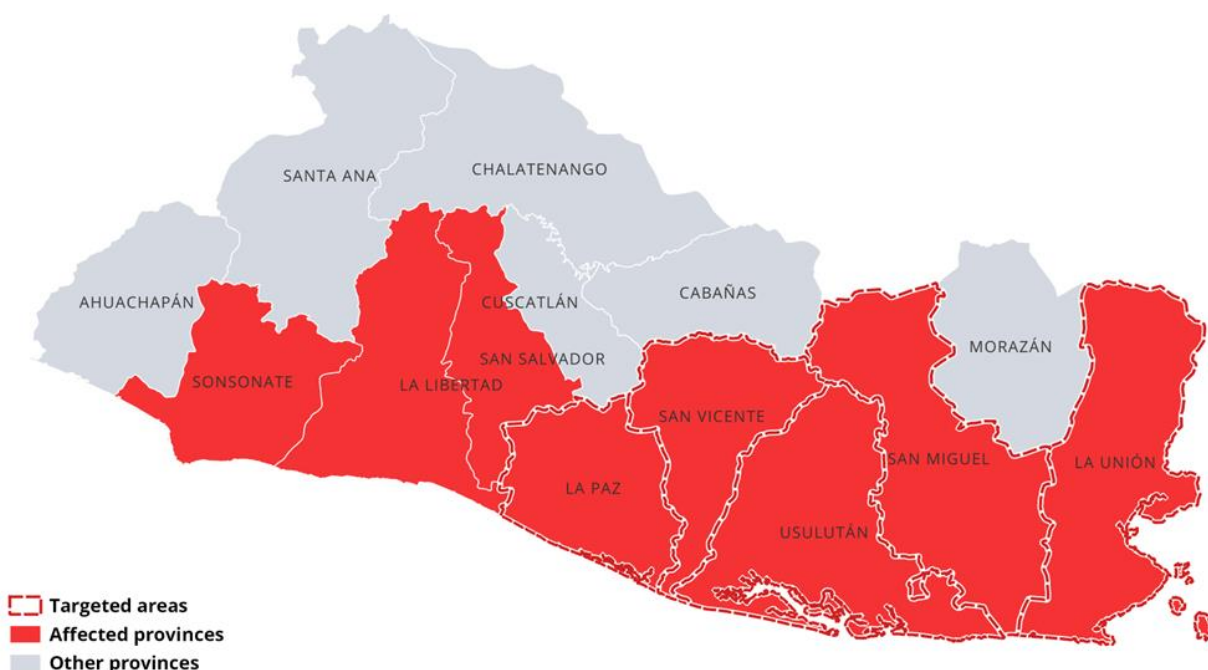 CHALATENANGO
SANTA ANA
AHUACHAPÁN
CUSCATLÁN
CABAÑAS
MORAZÁN
SONSONATE
LA LIBERTAD
SAN SALVADOR
SAN VICENTE
SAN MIGUEL
LA UNIÓN
LA PAZ
USULUTÁN
Targeted areas
Affected provinces
Other provinces